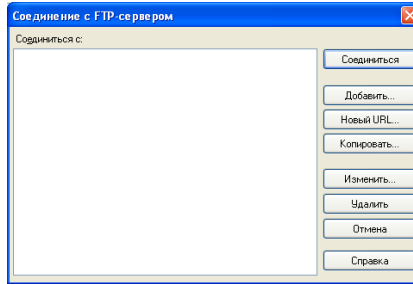 Соединение с FTP-сервером
Соединиться с:
Соединиться
Добавить...
Новый URL...
Копировать...
Изменить...
Удалить
Отмена
Справка